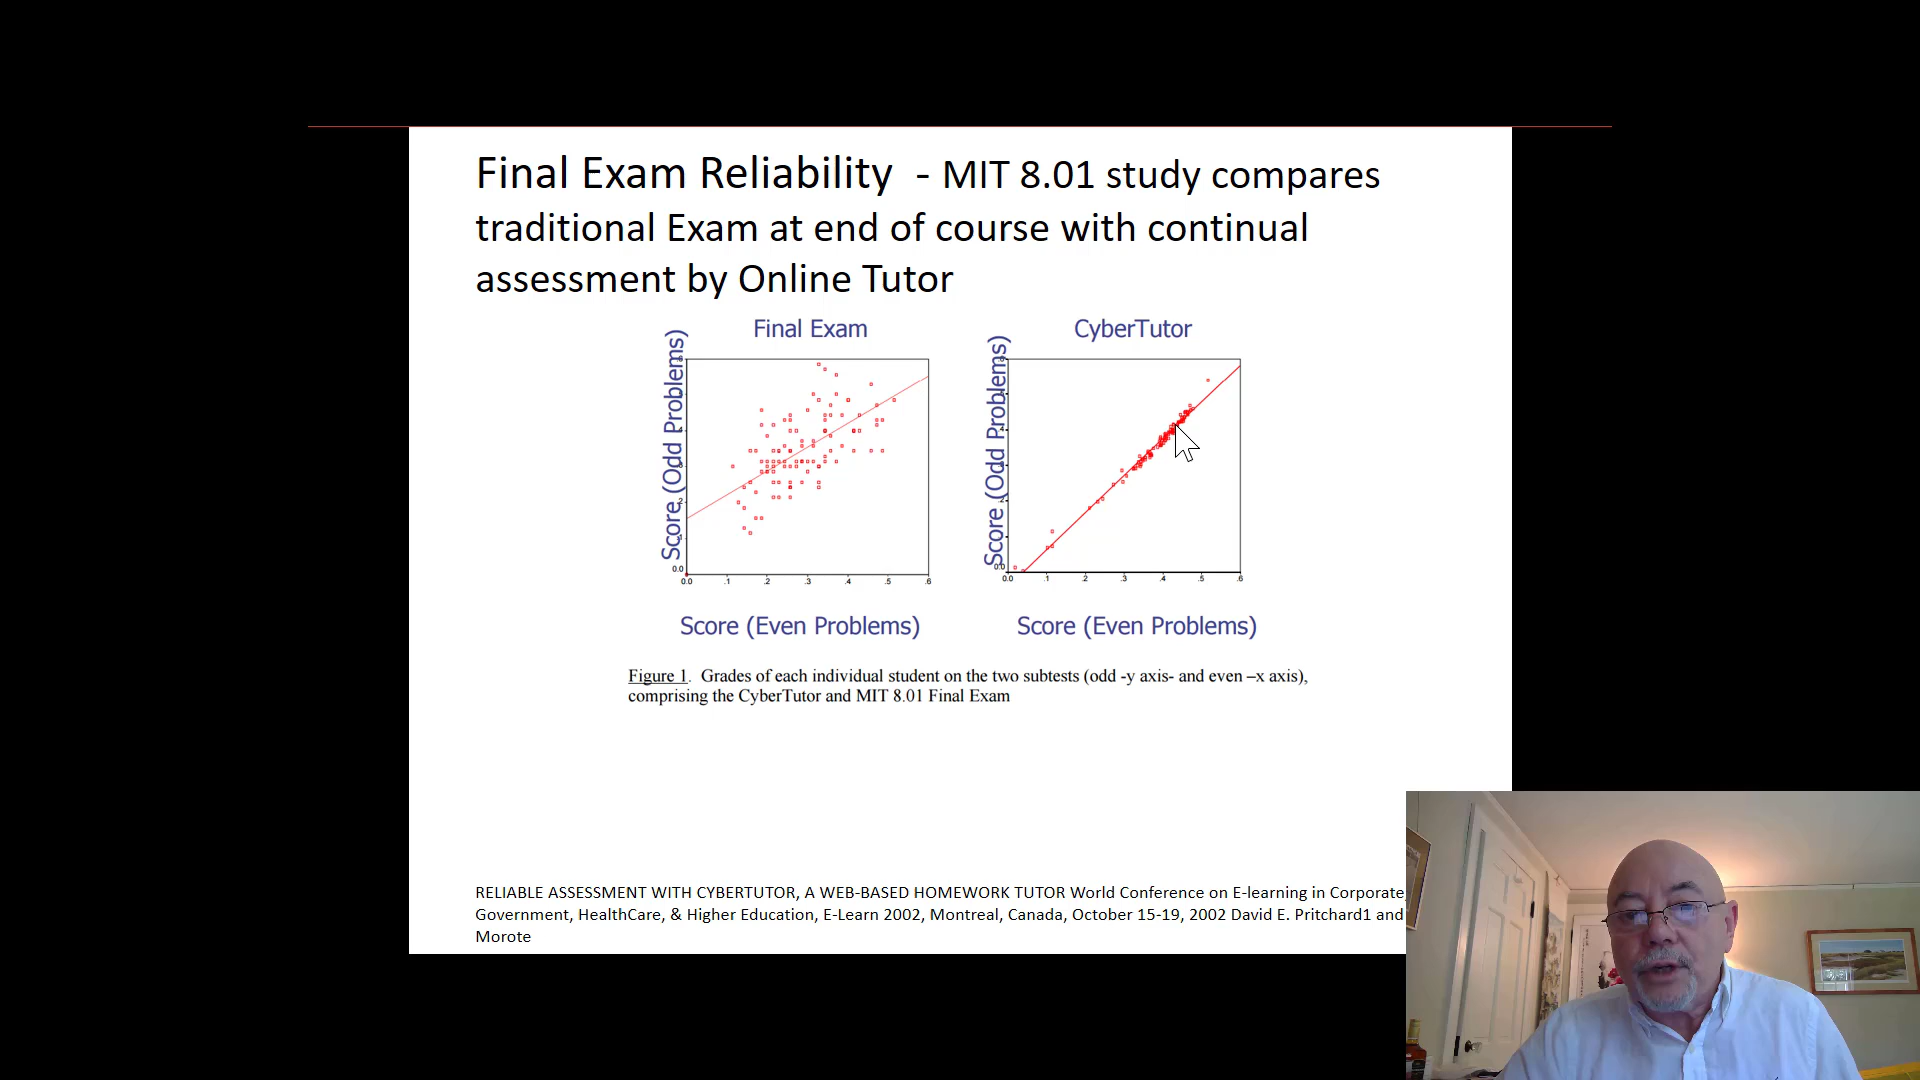 Final Exam Reliability - MIT 8.01 study compares
traditional Exam at end of course with continual
assessment by Online Tutor
Final Exam
CyberTutor
Score (Odd Problems)
Score (Odd Problems)
0.0
0.0 .1 .2 .3 .4 .5 .6
0.0 .1 .2 .3 .4 .5 .6
Score (Even Problems)
Score (Even Problems)
Figure 1. Grades of each individual student on the two subtests (odd -y axis- and even –x axis),
comprising the CyberTutor and MIT 8.01 Final Exam
RELIABLE ASSESSMENT WITH CYBERTUTOR, A WEB-BASED HOMEWORK TUTOR World Conference on E-learning in Corporate,
Government, HealthCare, & Higher Education, E-Learn 2002, Montreal, Canada, October 15-19, 2002 David E. Pritchard1 and
Morote